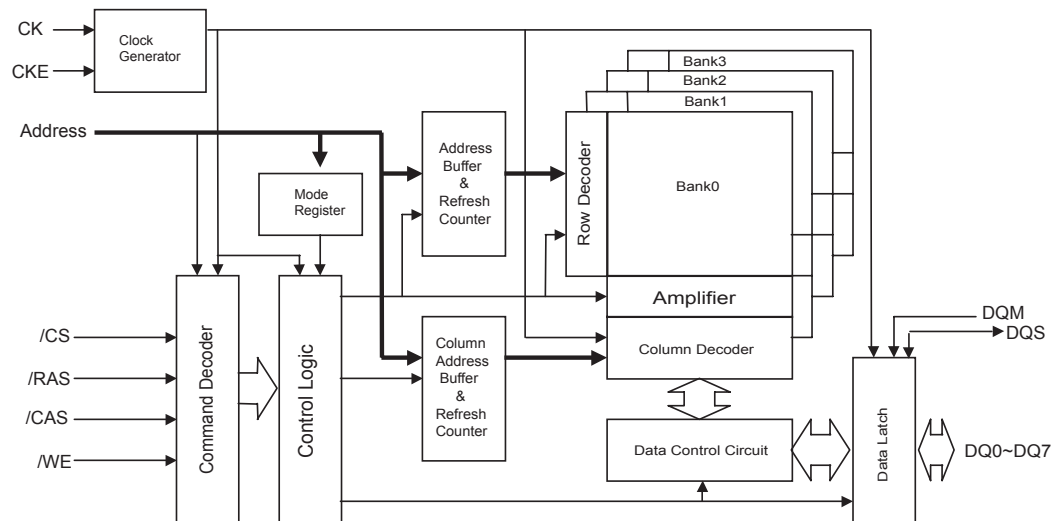 CK
CKE
Clock
Generator
Address
Mode
Register
Address
Buffer
&
Refresh
Counter
Row Decoder
Bank3
Bank2
Bank1
Bank0
Amplifier
Column Decoder
/CS
/RAS
/CAS
/WE
Command Decoder
Control Logic
Column
Address
Buffer
&
Refresh
Counter
Data Control Circuit
Data Latch
DQM
DQS
DQ0~DQ7